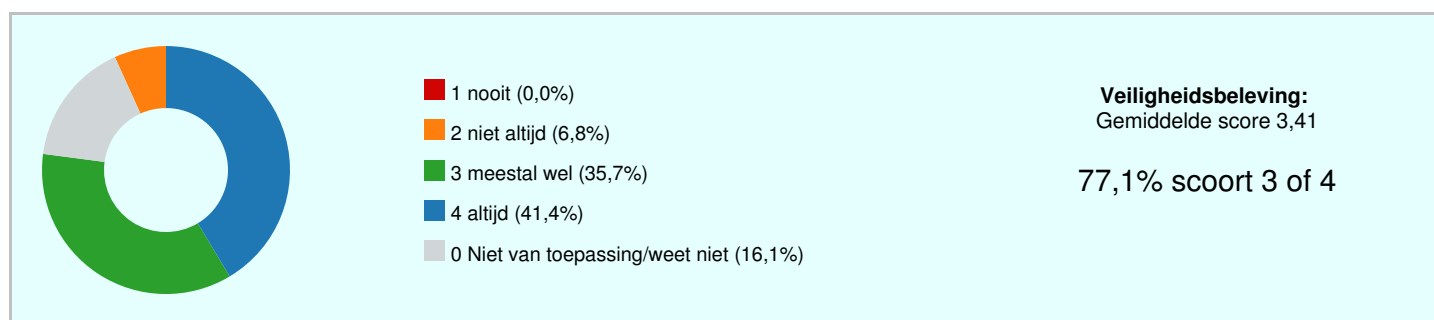 1 nooit (0,0%)
2 niet altijd (6,8%)
3 meestal wel (35,7%)
4 altijd (41,4%)
0 Niet van toepassing/weet niet (16,1%)
Veiligheidsbeleving:
Gemiddelde score 3,41
77,1% scoort 3 of 4